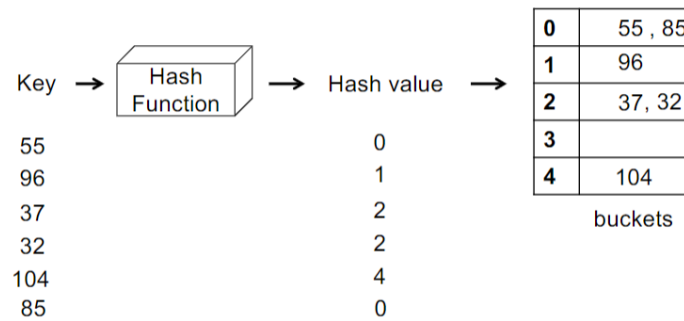 Key → Hash Function → Hash value →
55 0
96 1
37 2
32 2
104 4
85 0
0 55 , 85
1 96
2 37, 32
3
4 104
buckets